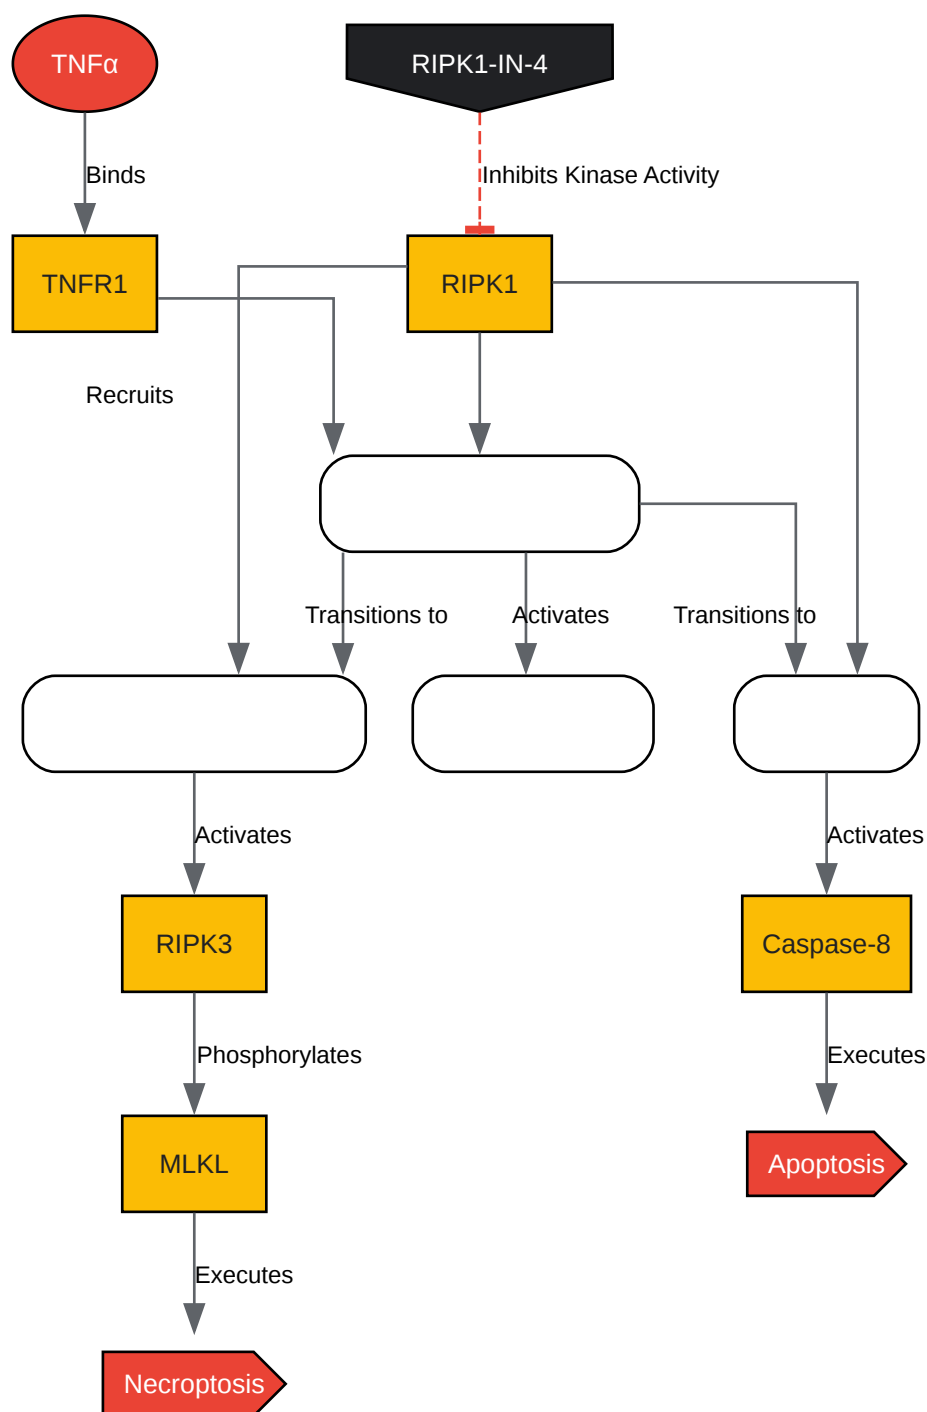 TNFα
RIPK1-IN-4
Binds
Inhibits Kinase Activity
TNFR1
RIPK1
Recruits
Transitions to
Activates
Transitions to
Activates
Activates
RIPK3
Caspase-8
Phosphorylates
Executes
MLKL
Apoptosis
Executes
Necroptosis